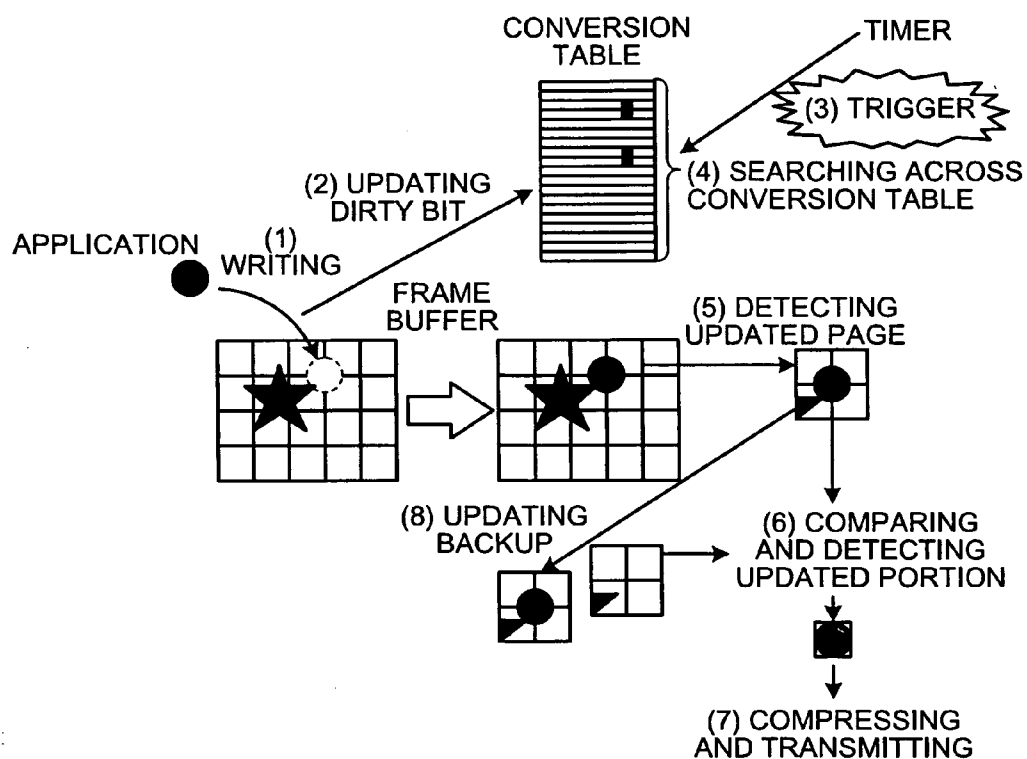 CONVERSION
TABLE
TIMER
(3) TRIGGER
(4) SEARCHING ACROSS
CONVERSION TABLE
(2) UPDATING
DIRTY BIT
APPLICATION
(1)
WRITING
FRAME
BUFFER
(5) DETECTING
UPDATED PAGE
(8) UPDATING
BACKUP
(6) COMPARING
AND DETECTING
UPDATED PORTION
(7) COMPRESSING
AND TRANSMITTING